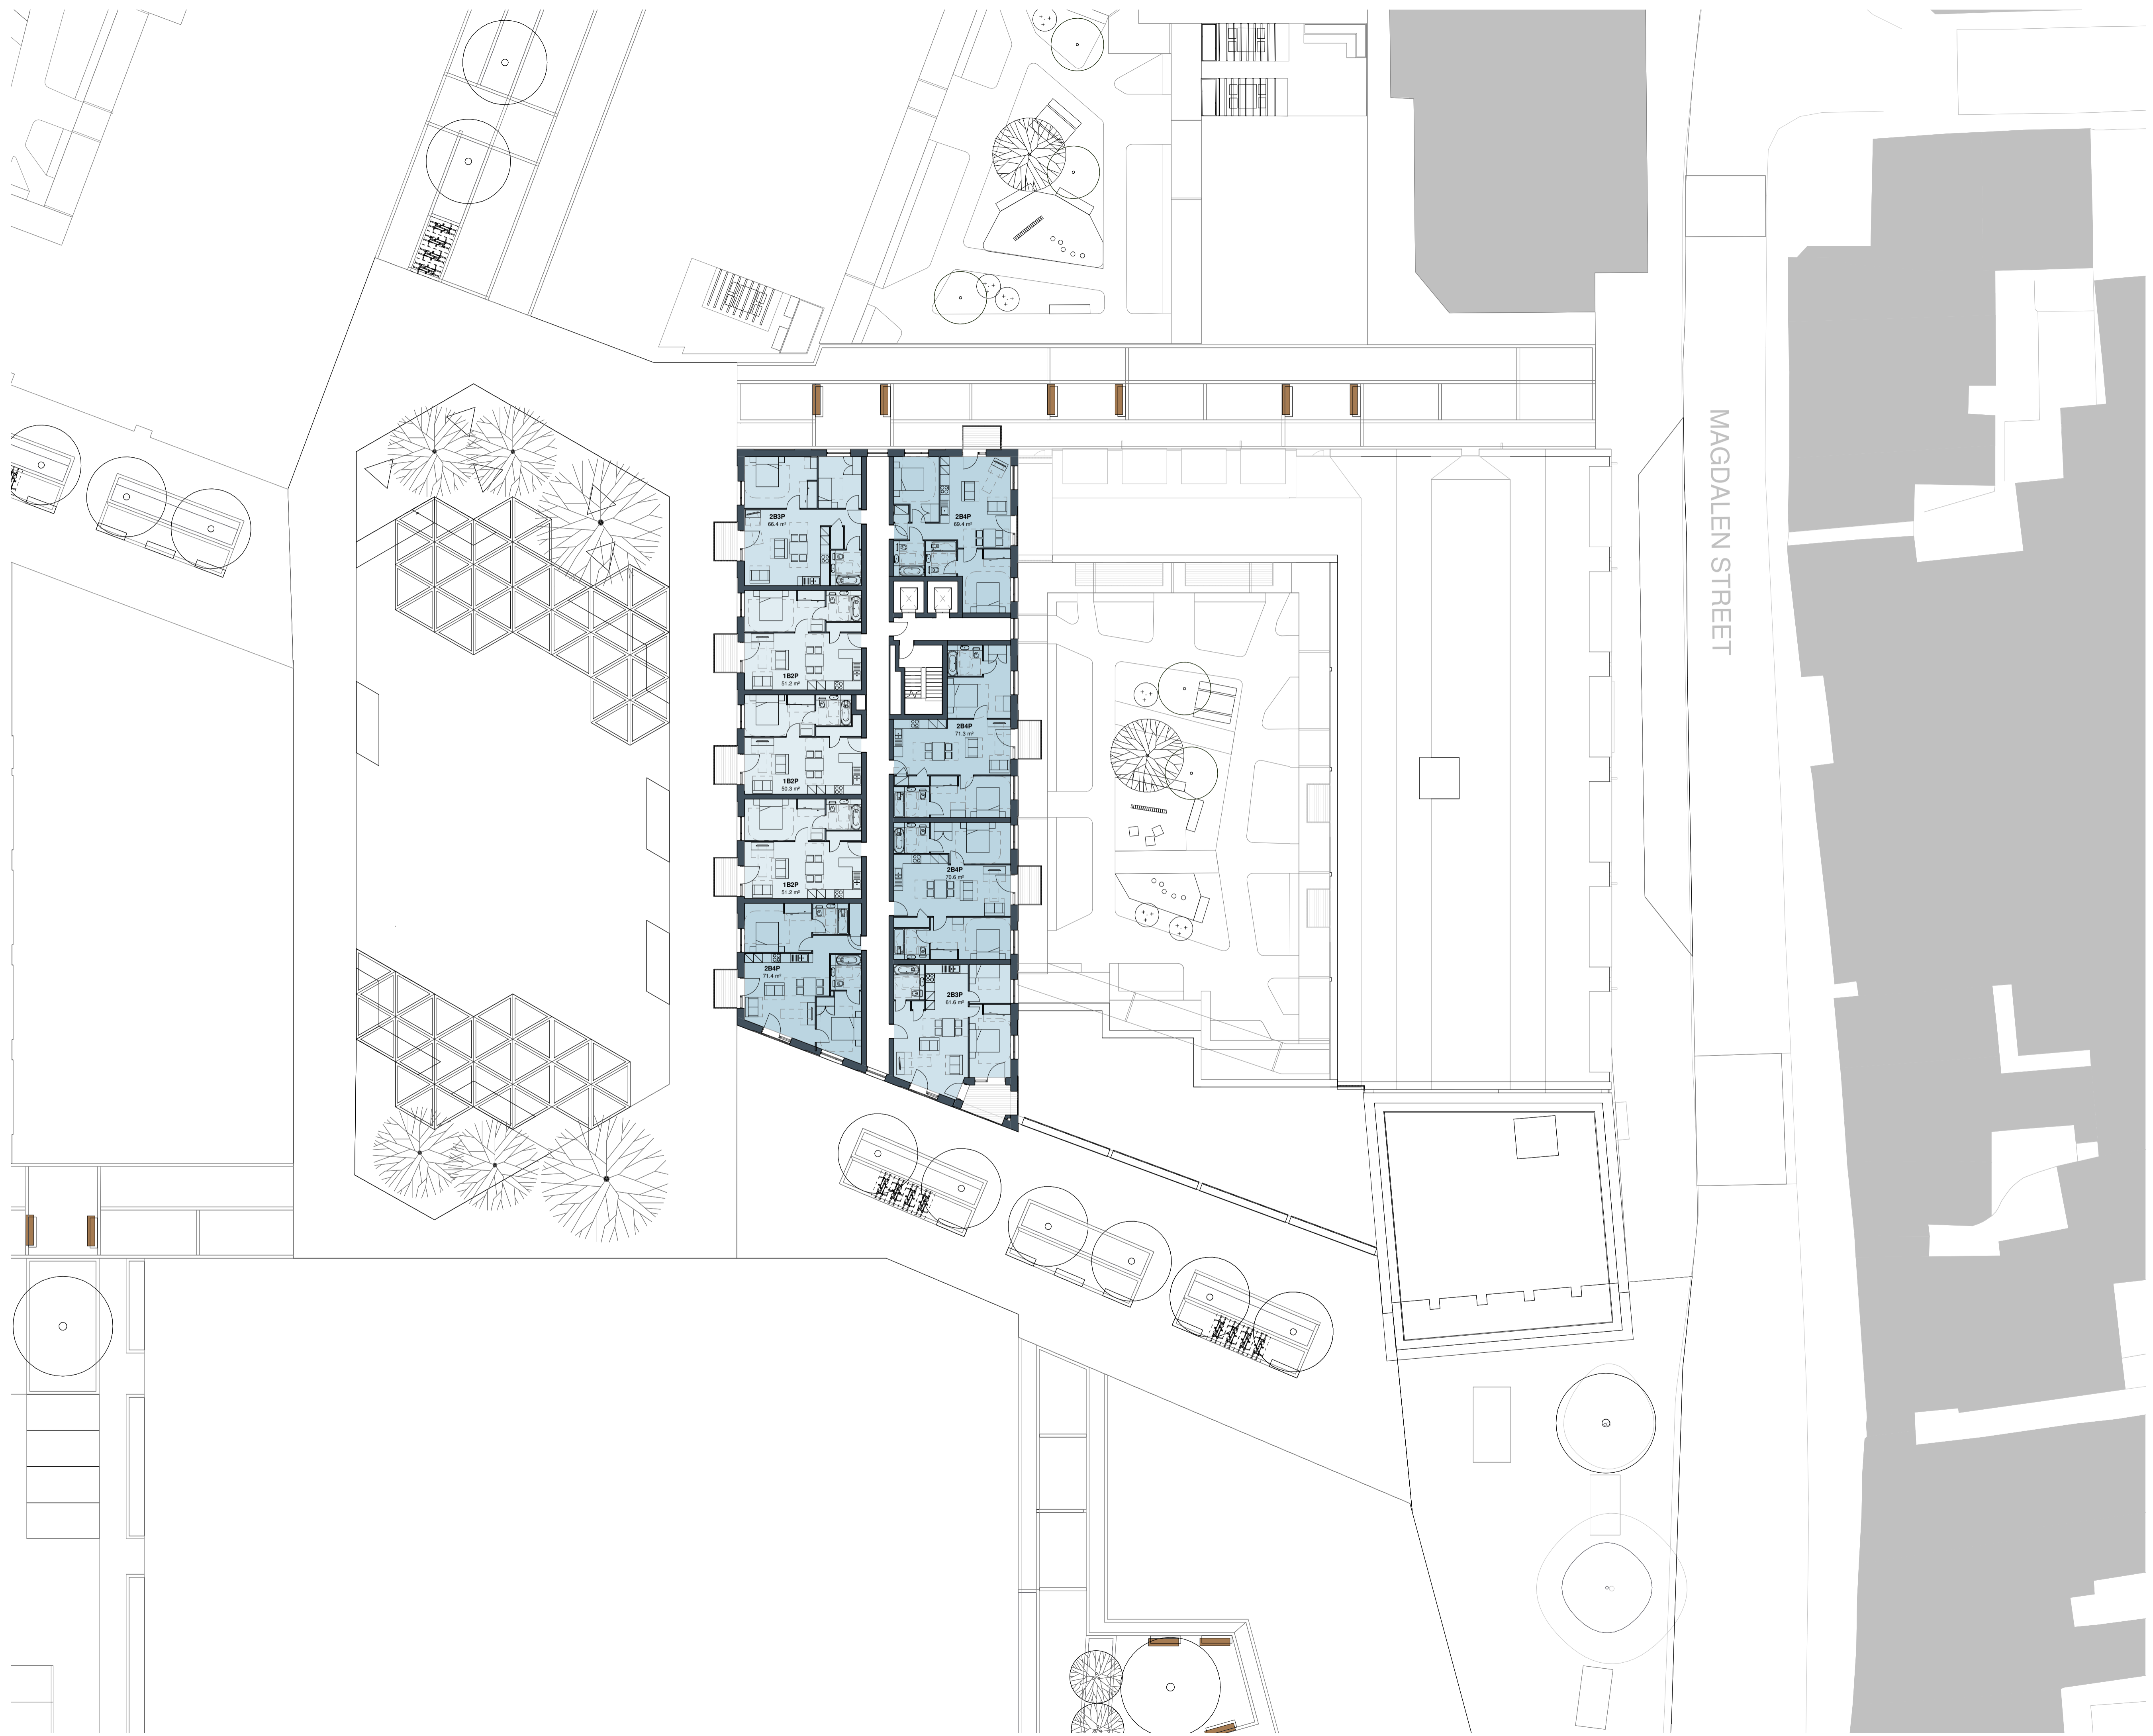 MAGDALEN STREET
2B3P
66.4 m²
2B4P
69.4 m²
1B2P
51.2 m²
2B4P
71.3 m²
1B2P
50.3 m²
1B2P
51.2 m²
2B4P
70.6 m²
2B4P
71.4 m²
2B3P
61.6 m²